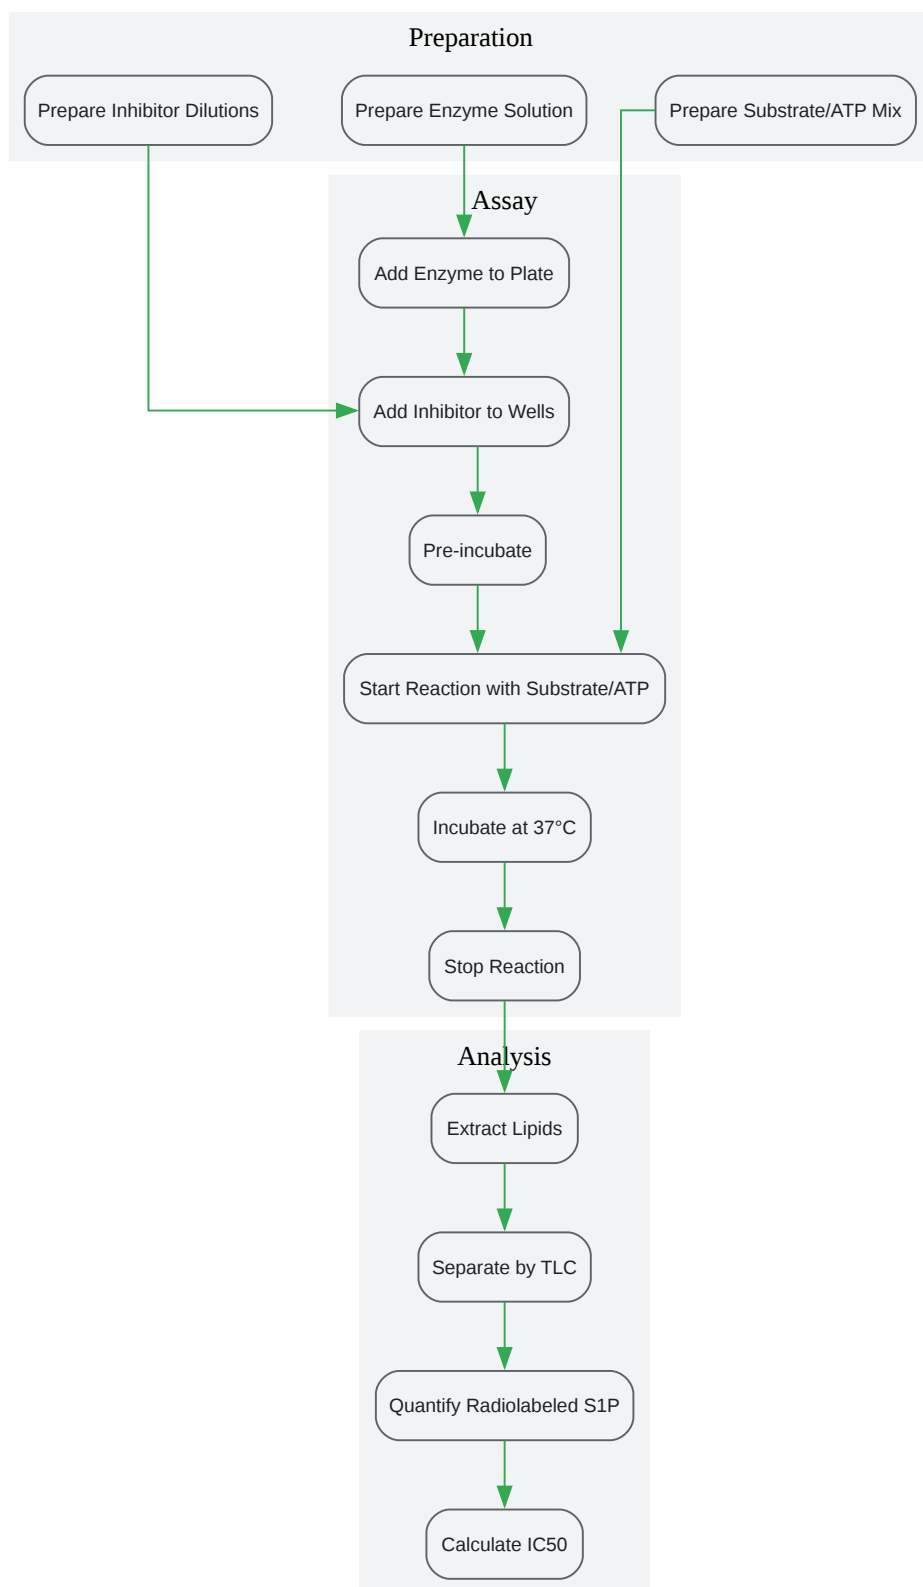 Preparation
Prepare Inhibitor Dilutions
Prepare Enzyme Solution
Prepare Substrate/ATP Mix
Assay
Add Enzyme to Plate
Add Inhibitor to Wells
Pre-incubate
Start Reaction with Substrate/ATP
Incubate at 37°C
Stop Reaction
Analysis
Extract Lipids
Separate by TLC
Quantify Radiolabeled S1P
Calculate IC50